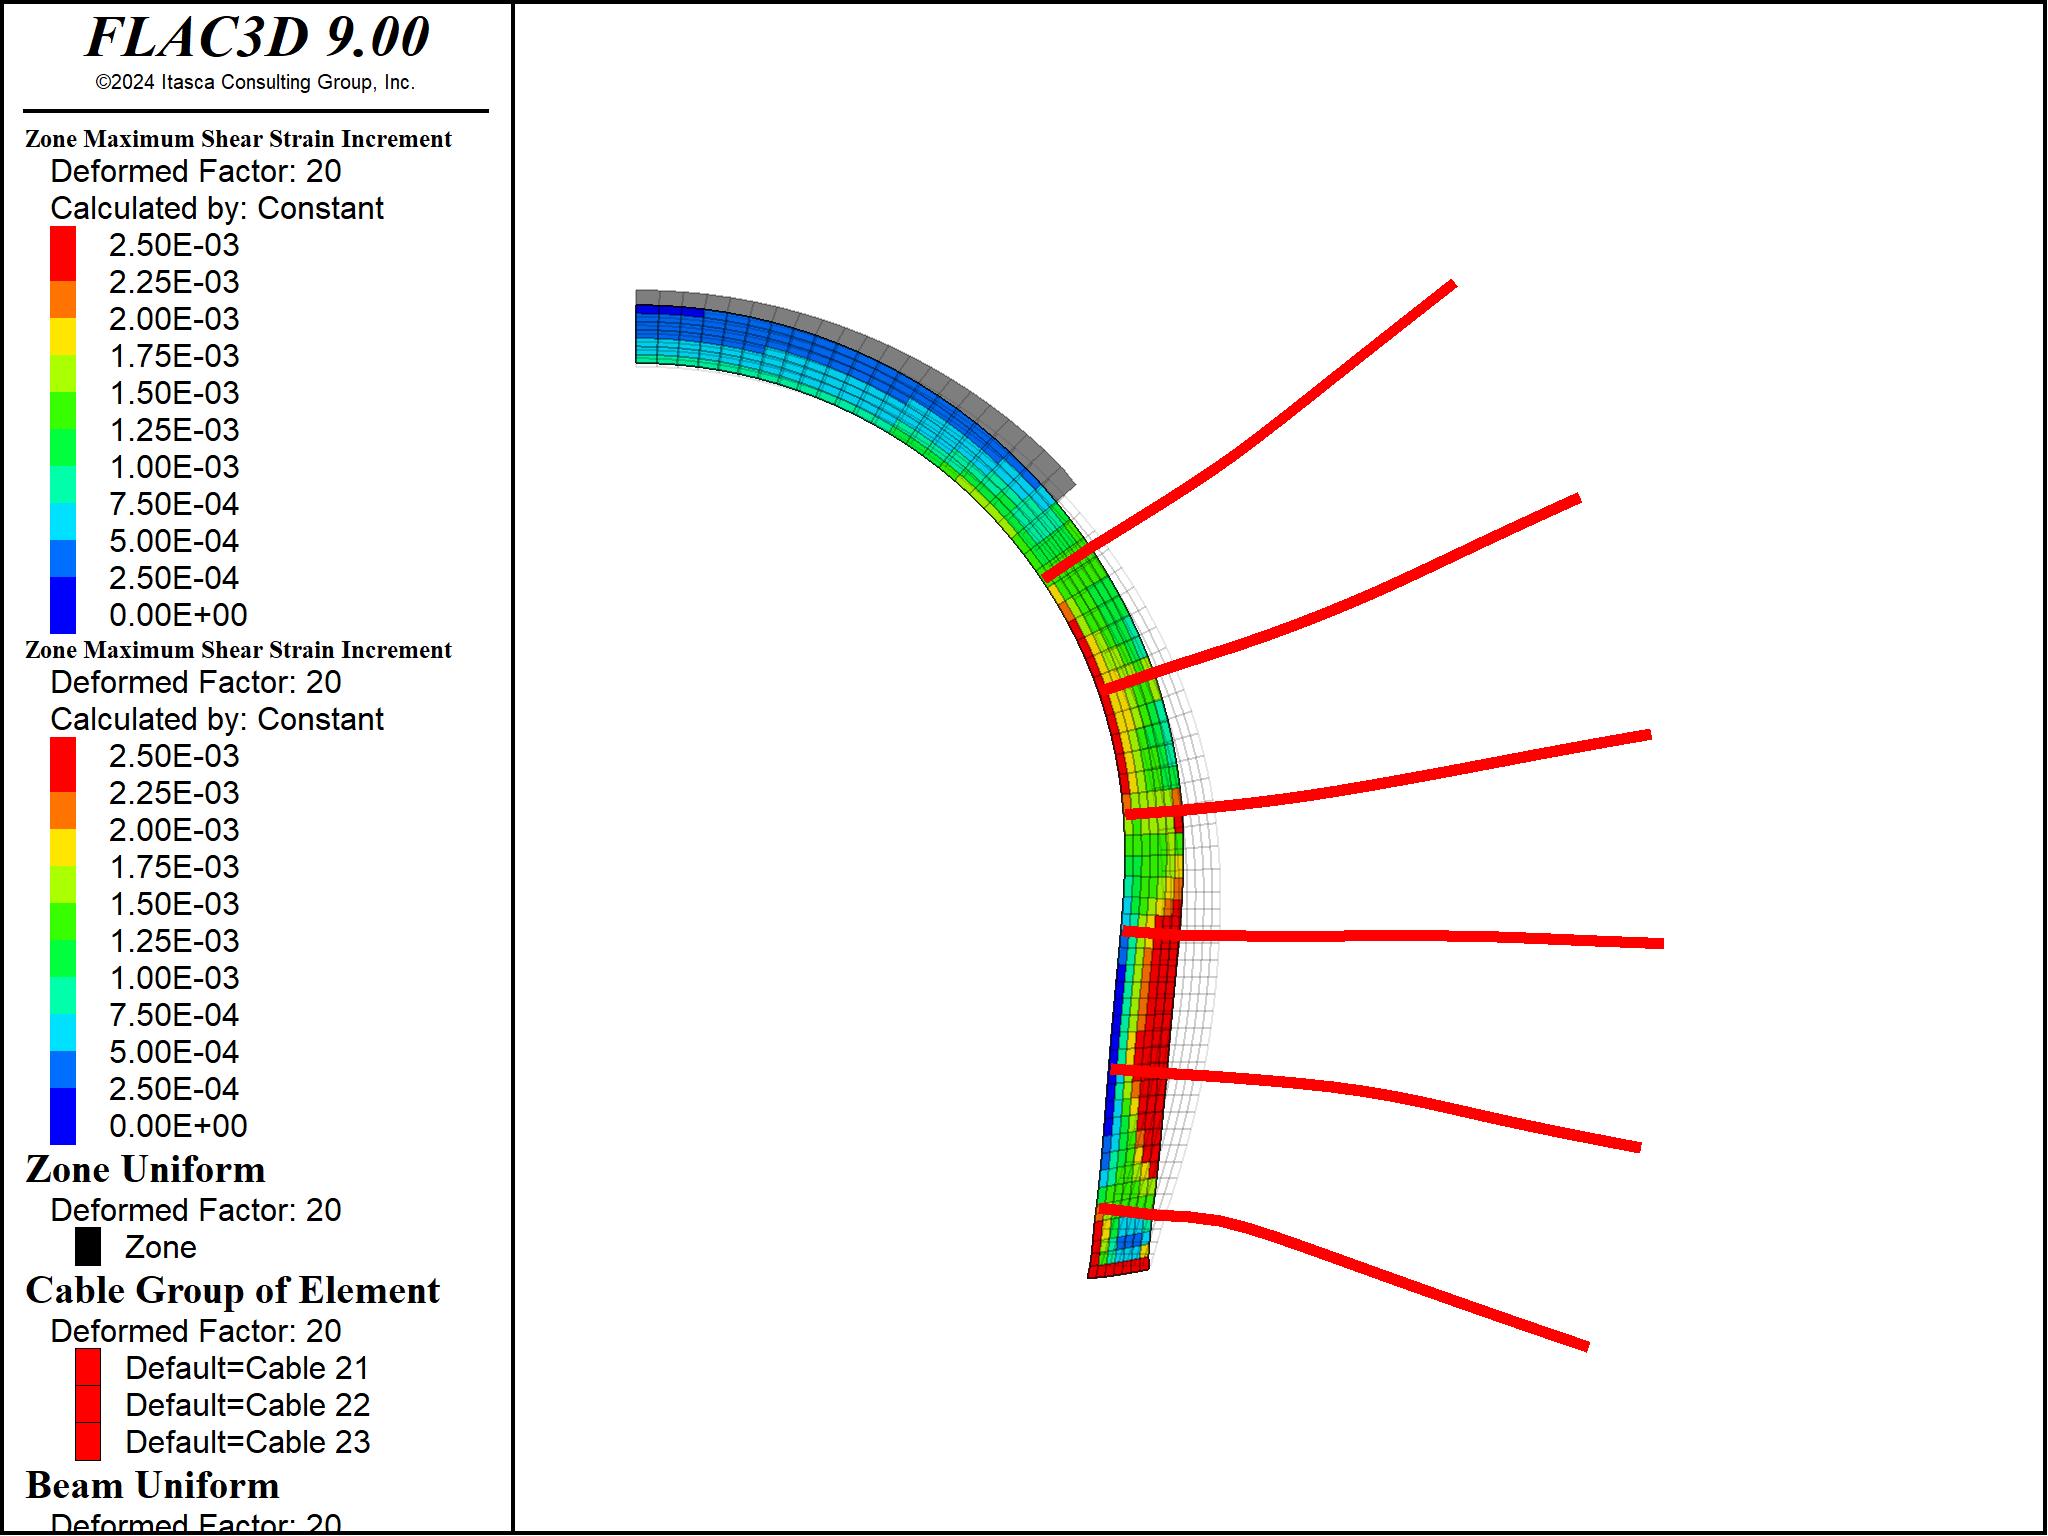 FLAC3D 9.00
©2024 Itasca Consulting Group, Inc.
Zone Maximum Shear Strain Increment
Deformed Factor: 20
Calculated by: Constant
2.50E-03
2.25E-03
2.00E-03
1.75E-03
1.50E-03
1.25E-03
1.00E-03
7.50E-04
5.00E-04
2.50E-04
0.00E+00
Zone Maximum Shear Strain Increment
Deformed Factor: 20
Calculated by: Constant
2.50E-03
2.25E-03
2.00E-03
1.75E-03
1.50E-03
1.25E-03
1.00E-03
7.50E-04
5.00E-04
2.50E-04
0.00E+00
Zone Uniform
Deformed Factor: 20
Zone
Cable Group of Element
Deformed Factor: 20
Default=Cable 21
Default=Cable 22
Default=Cable 23
Beam Uniform
Deformed Factor: 20